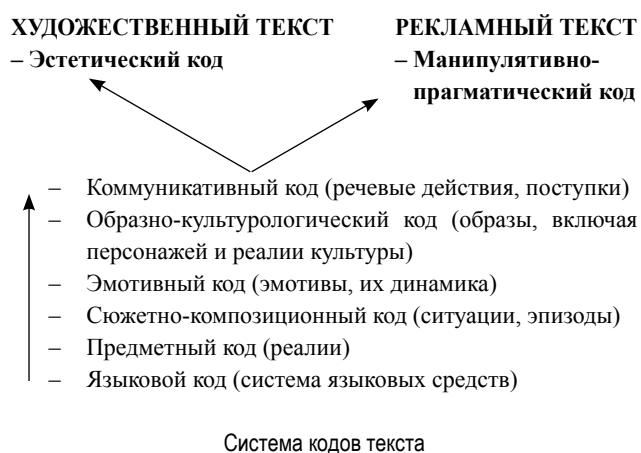 ХУДОЖЕСТВЕННЫЙ ТЕКСТ
– Эстетический код
РЕКЛАМНЫЙ ТЕКСТ
– Манипулятивно-
прагматический код
– Коммуникативный код (речевые действия, поступки)
– Образно-культурологический код (образы, включая
персонажей и реалии культуры)
– Эмотивный код (эмотивы, их динамика)
– Сюжетно-композиционный код (ситуации, эпизоды)
– Предметный код (реалии)
– Языковой код (система языковых средств)
Система кодов текста